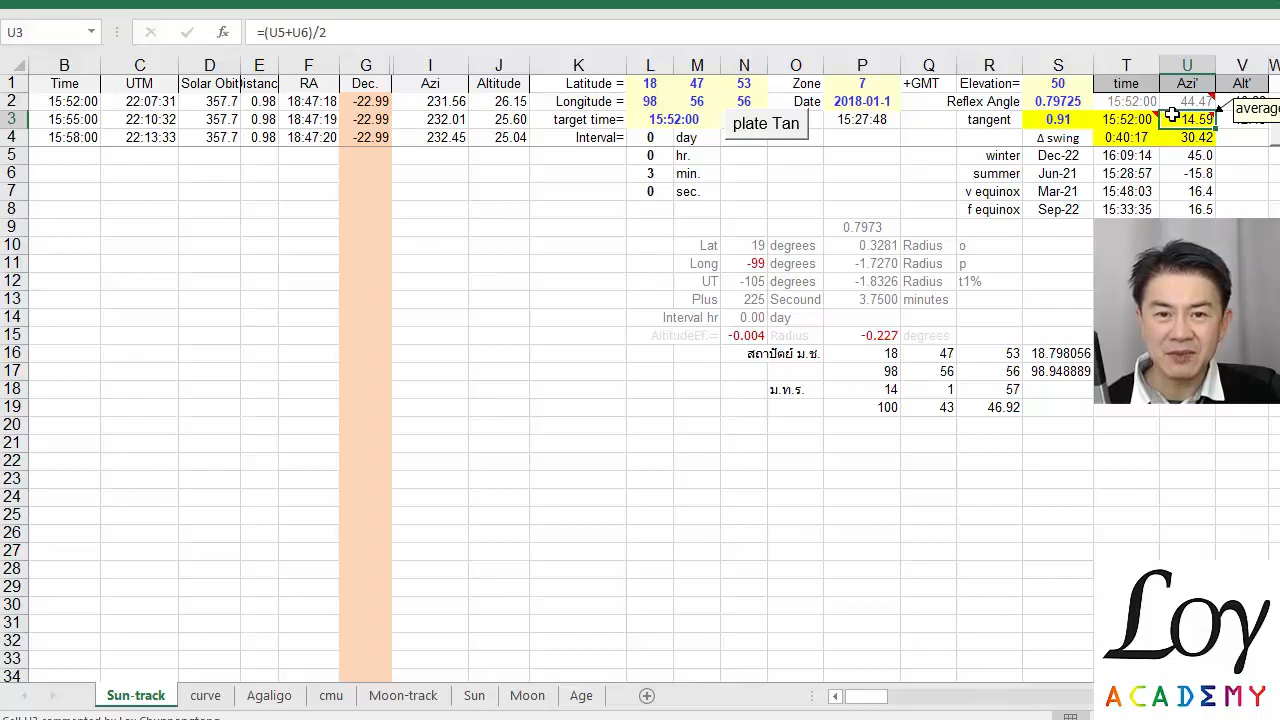 U3 fx =(U5+U6)/2
B C D E F G I J K L M N O P Q R S T U V W
1 Time UTM Solar Obit Distanc RA Dec. Azi Altitude Latitude = 18 47 53 Zone 7 +GMT Elevation= 50 time Azi' Alt'
2 15:52:00 22:07:31 357.7 0.98 18:47:18 -22.99 231.56 26.15 Longitude = 98 56 56 Date 2018-01-1 Reflex Angle 0.79725 15:52:00 44.47
3 15:55:00 22:10:32 357.7 0.98 18:47:19 -22.99 232.01 25.60 target time= 15:52:00 plate Tan 15:27:48 tangent 0.91 15:52:00 14.59 average
4 15:58:00 22:13:33 357.7 0.98 18:47:20 -22.99 232.45 25.04 Interval= 0 day Δ swing 0:40:17 30.42
5 0 hr. winter Dec-22 16:09:14 45.0
6 3 min. summer Jun-21 15:28:57 -15.8
7 0 sec. v equinox Mar-21 15:48:03 16.4
8 f equinox Sep-22 15:33:35 16.5
9 0.7973
10 Lat 19 degrees 0.3281 Radius o
11 Long -99 degrees -1.7270 Radius p
12 UT -105 degrees -1.8326 Radius t1%
13 Plus 225 Secound 3.7500 minutes
14 Interval hr 0.00 day
15 AltitudeEf.= -0.004 Radius -0.227 degrees
16 สถาปัตย์ ม.ช. 18 47 53 18.798056
17 98 56 56 98.948889
18 ม.ท.ร. 14 1 57
19 100 43 46.92
20
21
22
23
24
25
26
27
28
29
30
31
32
33
34
Loy
ACADEMY
Sun-track curve Agaligo cmu Moon-track Sun Moon Age